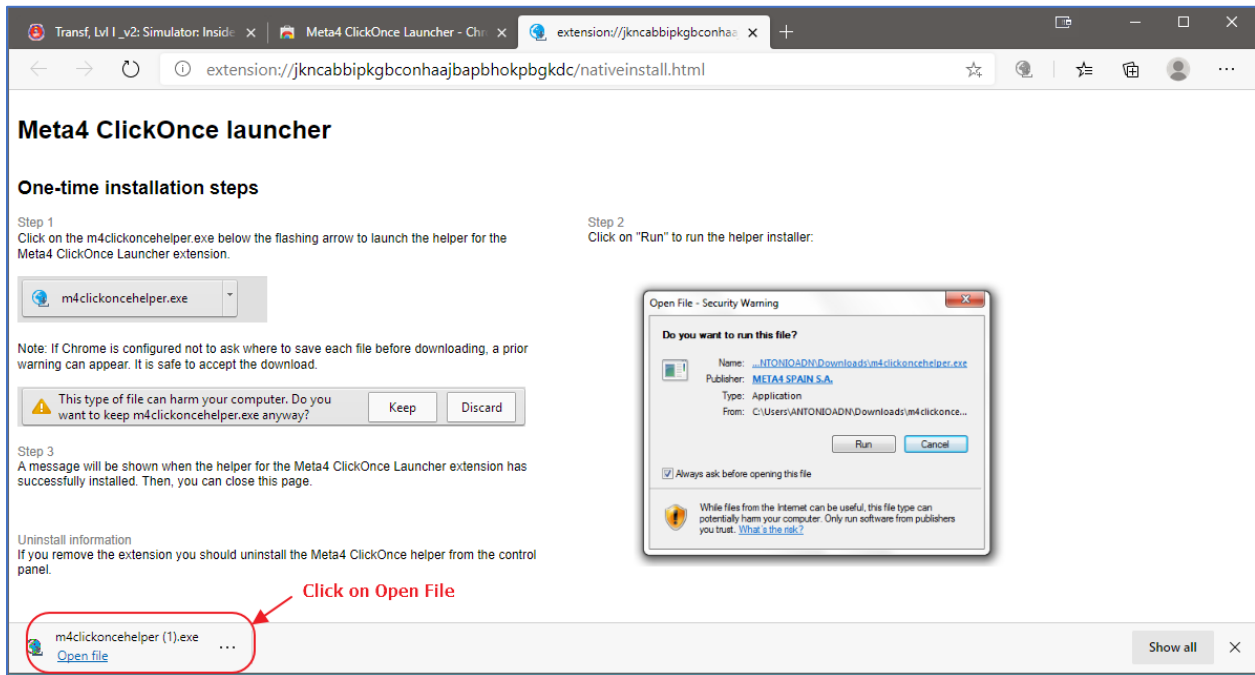 Transf, Lvl I _v2: Simulator: Inside
Meta4 ClickOnce Launcher - Chr
extension://jkncabbipkgbconhaa
extension://jkncabbipkgbconhaajbapbhokpbgkdc/nativeinstall.html
Meta4 ClickOnce launcher
One-time installation steps
Step 1
Click on the m4clickoncehelper.exe below the flashing arrow to launch the helper for the
Meta4 ClickOnce Launcher extension.
m4clickoncehelper.exe
Note: If Chrome is configured not to ask where to save each file before downloading, a prior
warning can appear. It is safe to accept the download.
This type of file can harm your computer. Do you
want to keep m4clickoncehelper.exe anyway?
Keep
Discard
Step 3
A message will be shown when the helper for the Meta4 ClickOnce Launcher extension has
successfully installed. Then, you can close this page.
Uninstall information
If you remove the extension you should uninstall the Meta4 ClickOnce helper from the control
panel.
Step 2
Click on "Run" to run the helper installer:
Open File - Security Warning
Do you want to run this file?
Name: ...NTONIOADN\Downloads\m4clickoncehelper.exe
Publisher: META4 SPAIN S.A.
Type: Application
From: C:\Users\ANTONIOADN\Downloads\m4clickonce...
Run
Cancel
Always ask before opening this file
While files from the Internet can be useful, this file type can
potentially harm your computer. Only run software from publishers
you trust. What's the risk?
Click on Open File
m4clickoncehelper (1).exe
Open file
Show all